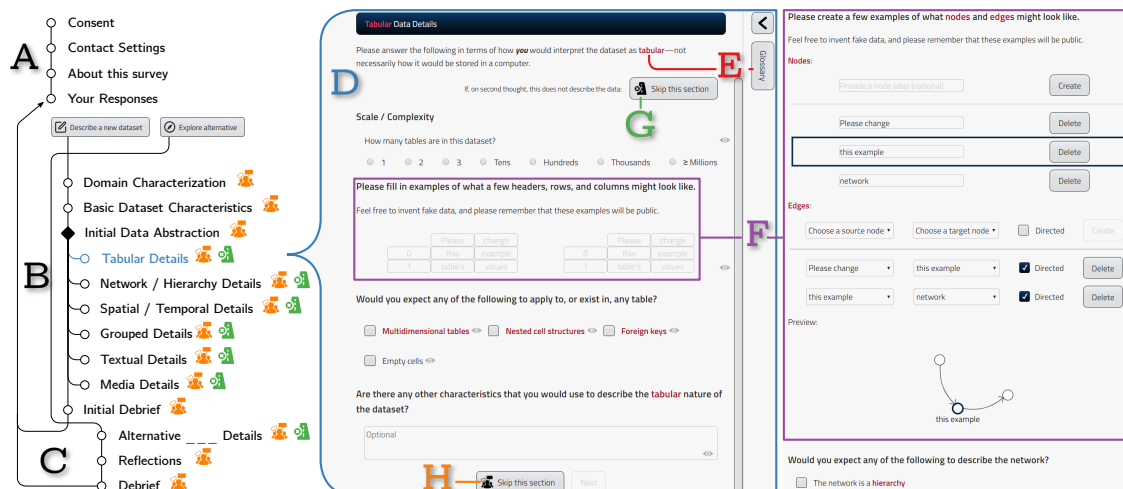 A
Consent
Contact Settings
About this survey
Your Responses
Describe a new dataset
Explore alternative
B
Domain Characterization
Basic Dataset Characteristics
Initial Data Abstraction
Tabular Details
Network / Hierarchy Details
Spatial / Temporal Details
Grouped Details
Textual Details
Media Details
Initial Debrief
C
Alternative ___ Details
Reflections
Debrief
D
Tabular Data Details
Please answer the following in terms of how you would interpret the dataset as tabular—not
necessarily how it would be stored in a computer.
E
Glossary
If, on second thought, this does not describe the data:
Skip this section
G
Scale / Complexity
How many tables are in this dataset?
1 2 3 Tens Hundreds Thousands ≥ Millions
Please fill in examples of what a few headers, rows, and columns might look like.
Feel free to invent fake data, and please remember that these examples will be public.
Please change
0 this example
1 table's values
Please change
0 this example
1 table's values
F
Would you expect any of the following to apply to, or exist in, any table?
Multidimensional tables Nested cell structures Foreign keys
Empty cells
Are there any other characteristics that you would use to describe the tabular nature of
the dataset?
Optional
H
Skip this section
Next
Please create a few examples of what nodes and edges might look like.
Feel free to invent fake data, and please remember that these examples will be public.
Nodes:
Provide a node label (optional) Create
Please change Delete
this example Delete
network Delete
Edges:
Choose a source node Choose a target node Directed Create
Please change this example Directed Delete
this example network Directed Delete
Preview:
this example
Would you expect any of the following to describe the network?
The network is a hierarchy